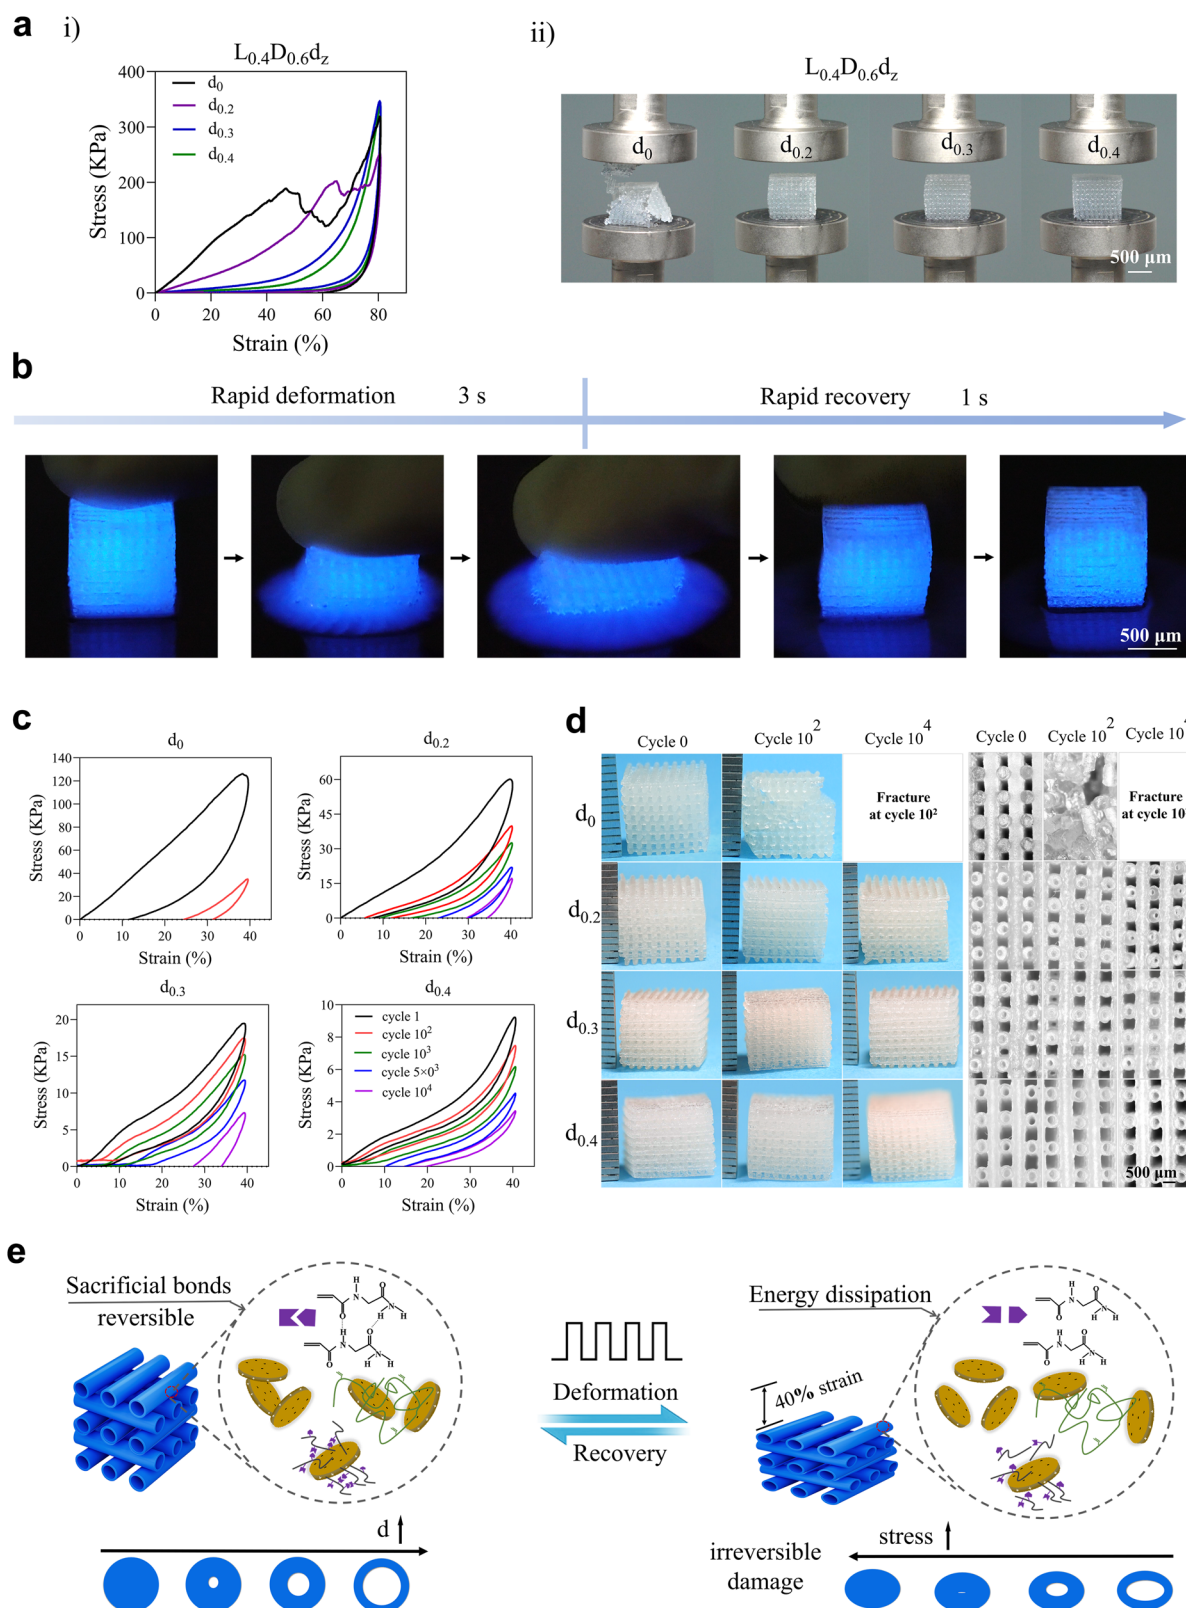 a i) ii)
L0.4D0.6dz
L0.4D0.6dz
400
300
200
100
0
Stress (KPa)
d0
d0.2
d0.3
d0.4
0 20 40 60 80
Strain (%)
d0 d0.2 d0.3 d0.4
500 μm
b
Rapid deformation 3 s Rapid recovery 1 s
500 μm
c
d0
140
120
100
80
60
40
20
0
Stress (KPa)
0 10 20 30 40
Strain (%)
d0.2
60
45
30
15
0
Stress (KPa)
0 10 20 30 40
Strain (%)
d0.3
20
15
10
5
0
Stress (KPa)
0 10 20 30 40
Strain (%)
d0.4
10
8
6
4
2
0
Stress (KPa)
cycle 1
cycle 10²
cycle 10³
cycle 5×0³
cycle 10⁴
0 10 20 30 40
Strain (%)
d
Cycle 0 Cycle 10² Cycle 10⁴ Cycle 0 Cycle 10² Cycle 10⁴
d0
Fracture
at cycle 10²
Fracture
at cycle 10
d0.2
d0.3
d0.4
500 μm
e
Sacrificial bonds
reversible
H
N
O
O
N
H
H
H
N
O
O
N
H
H
Deformation
Recovery
Energy dissipation
40% strain
H
N
O
O
N
H
H
H
N
O
O
N
H
H
d
stress
irreversible
damage